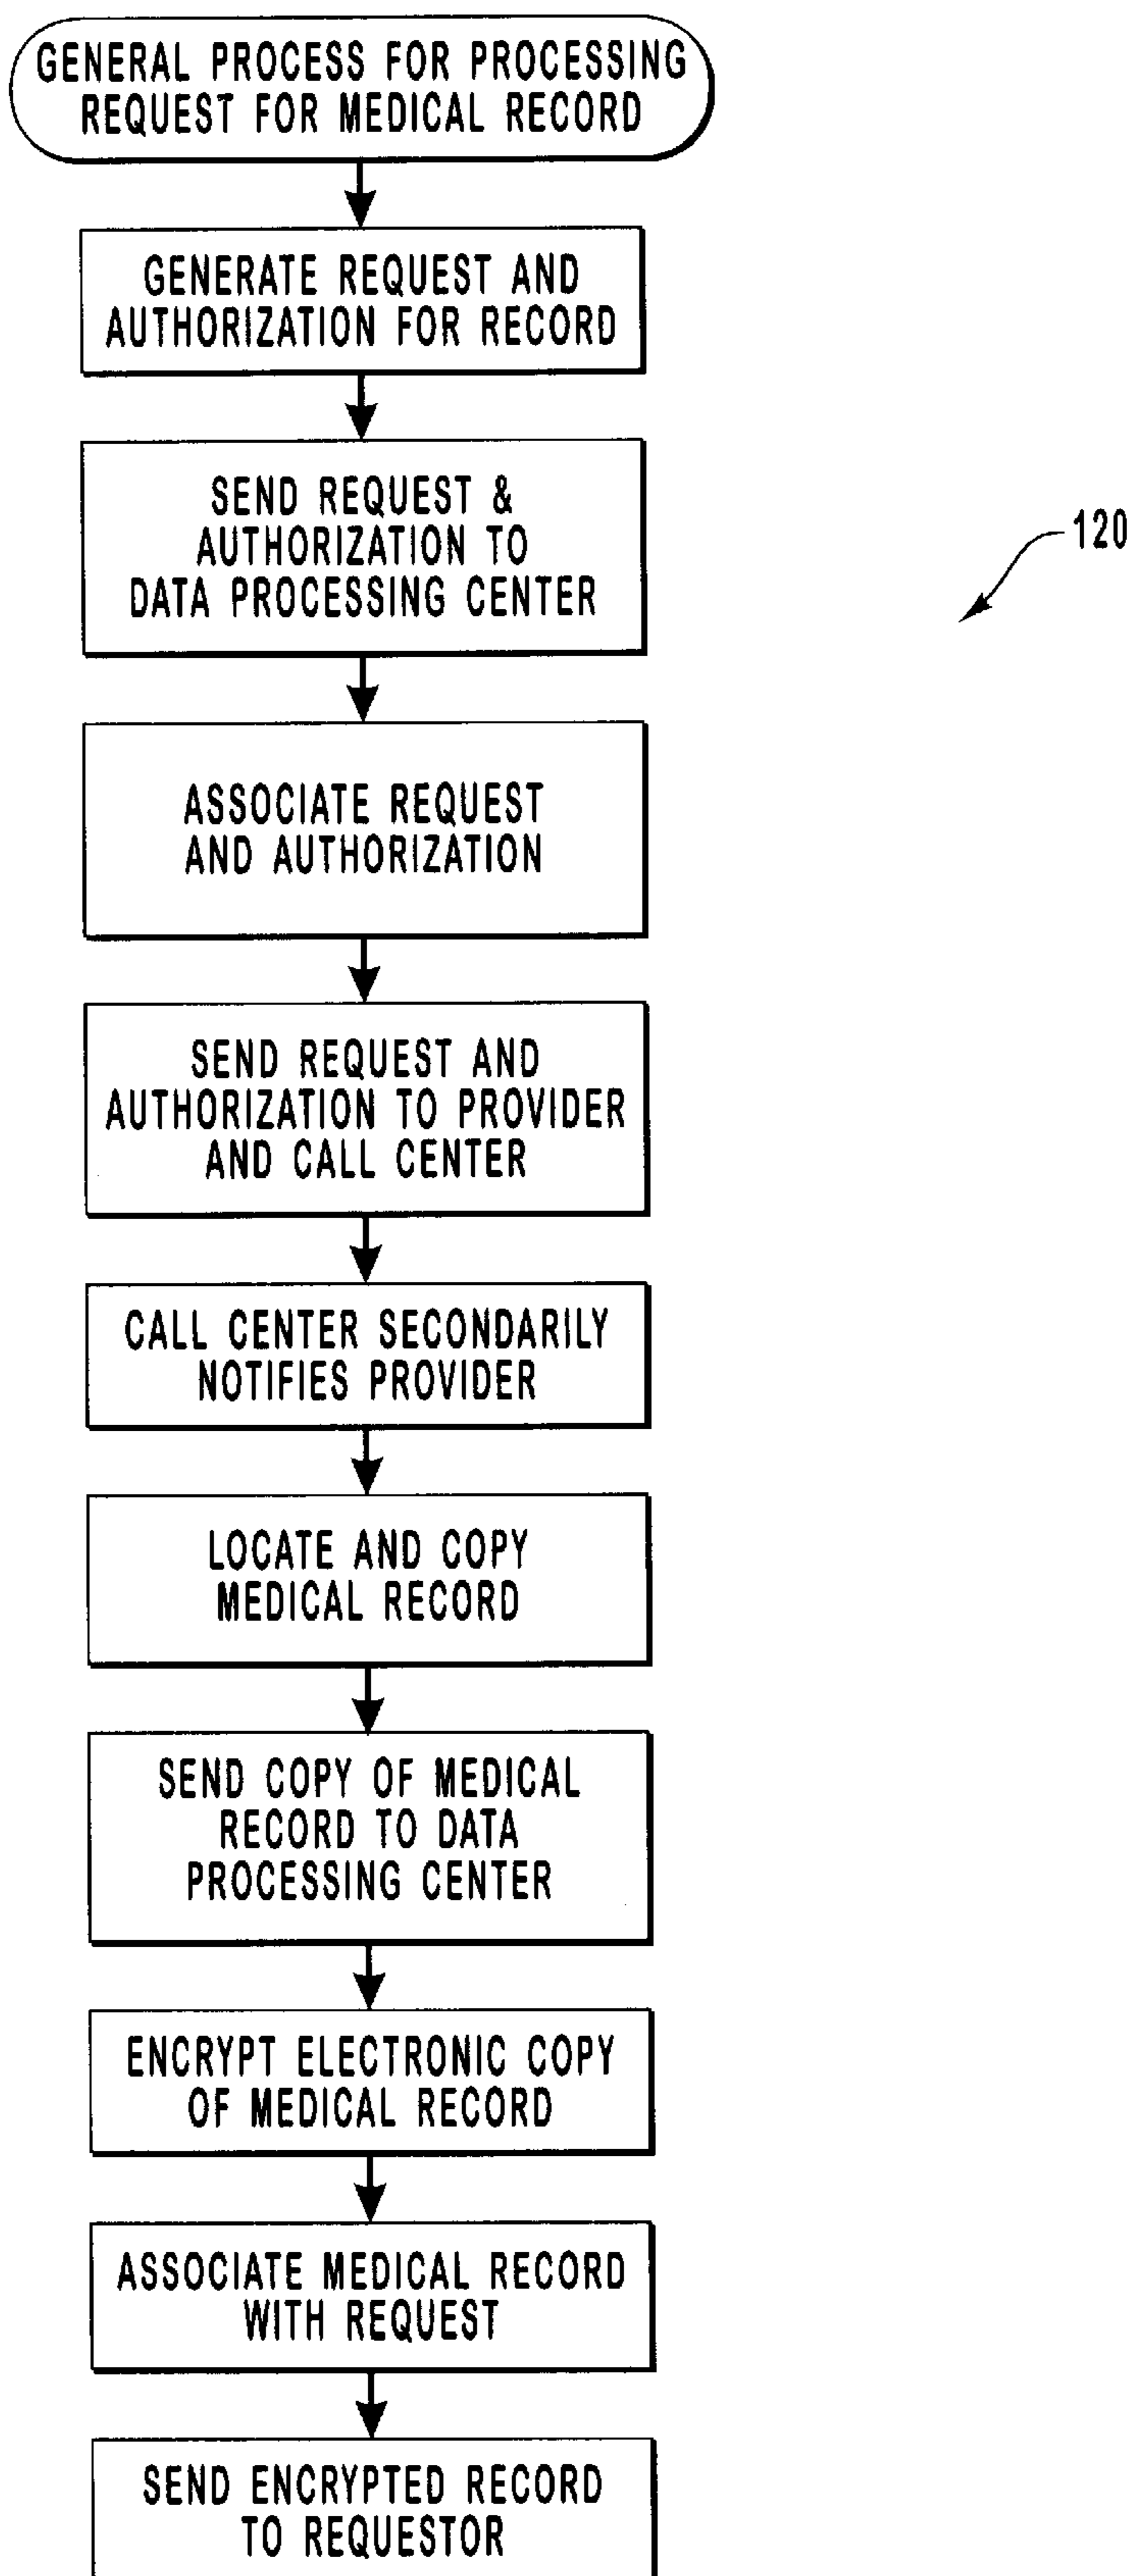 GENERAL PROCESS FOR PROCESSING
REQUEST FOR MEDICAL RECORD
GENERATE REQUEST AND
AUTHORIZATION FOR RECORD
SEND REQUEST &
AUTHORIZATION TO
DATA PROCESSING CENTER
120
ASSOCIATE REQUEST
AND AUTHORIZATION
SEND REQUEST AND
AUTHORIZATION TO PROVIDER
AND CALL CENTER
CALL CENTER SECONDARILY
NOTIFIES PROVIDER
LOCATE AND COPY
MEDICAL RECORD
SEND COPY OF MEDICAL
RECORD TO DATA
PROCESSING CENTER
ENCRYPT ELECTRONIC COPY
OF MEDICAL RECORD
ASSOCIATE MEDICAL RECORD
WITH REQUEST
SEND ENCRYPTED RECORD
TO REQUESTOR